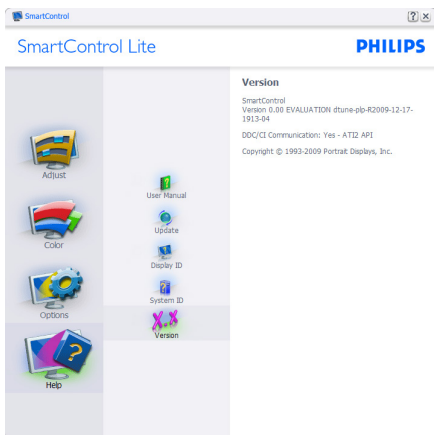 SmartControl
SmartControl Lite
PHILIPS
Adjust
Color
Options
Help
User Manual
Update
Display ID
System ID
X.X
Version
Version
SmartControl
Version 0.00 EVALUATION dtune-plp-R2009-12-17-
1913-04
DDC/CI Communication: Yes - ATI2 API
Copyright © 1993-2009 Portrait Displays, Inc.